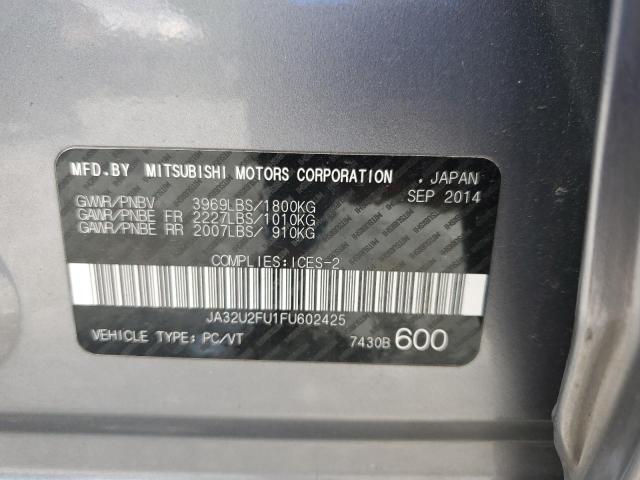 MFD.BY MITSUBISHI MOTORS CORPORATION . JAPAN
SEP 2014
GWWR/PNBV 3969LBS/1800KG
GAWR/PNBE FR 2227LBS/1010KG
GAWR/PNBE RR 2007LBS/ 910KG
COMPLIES:ICES-2
JA32U2FU1FU602425
VEHICLE TYPE: PC/VT 7430B 600